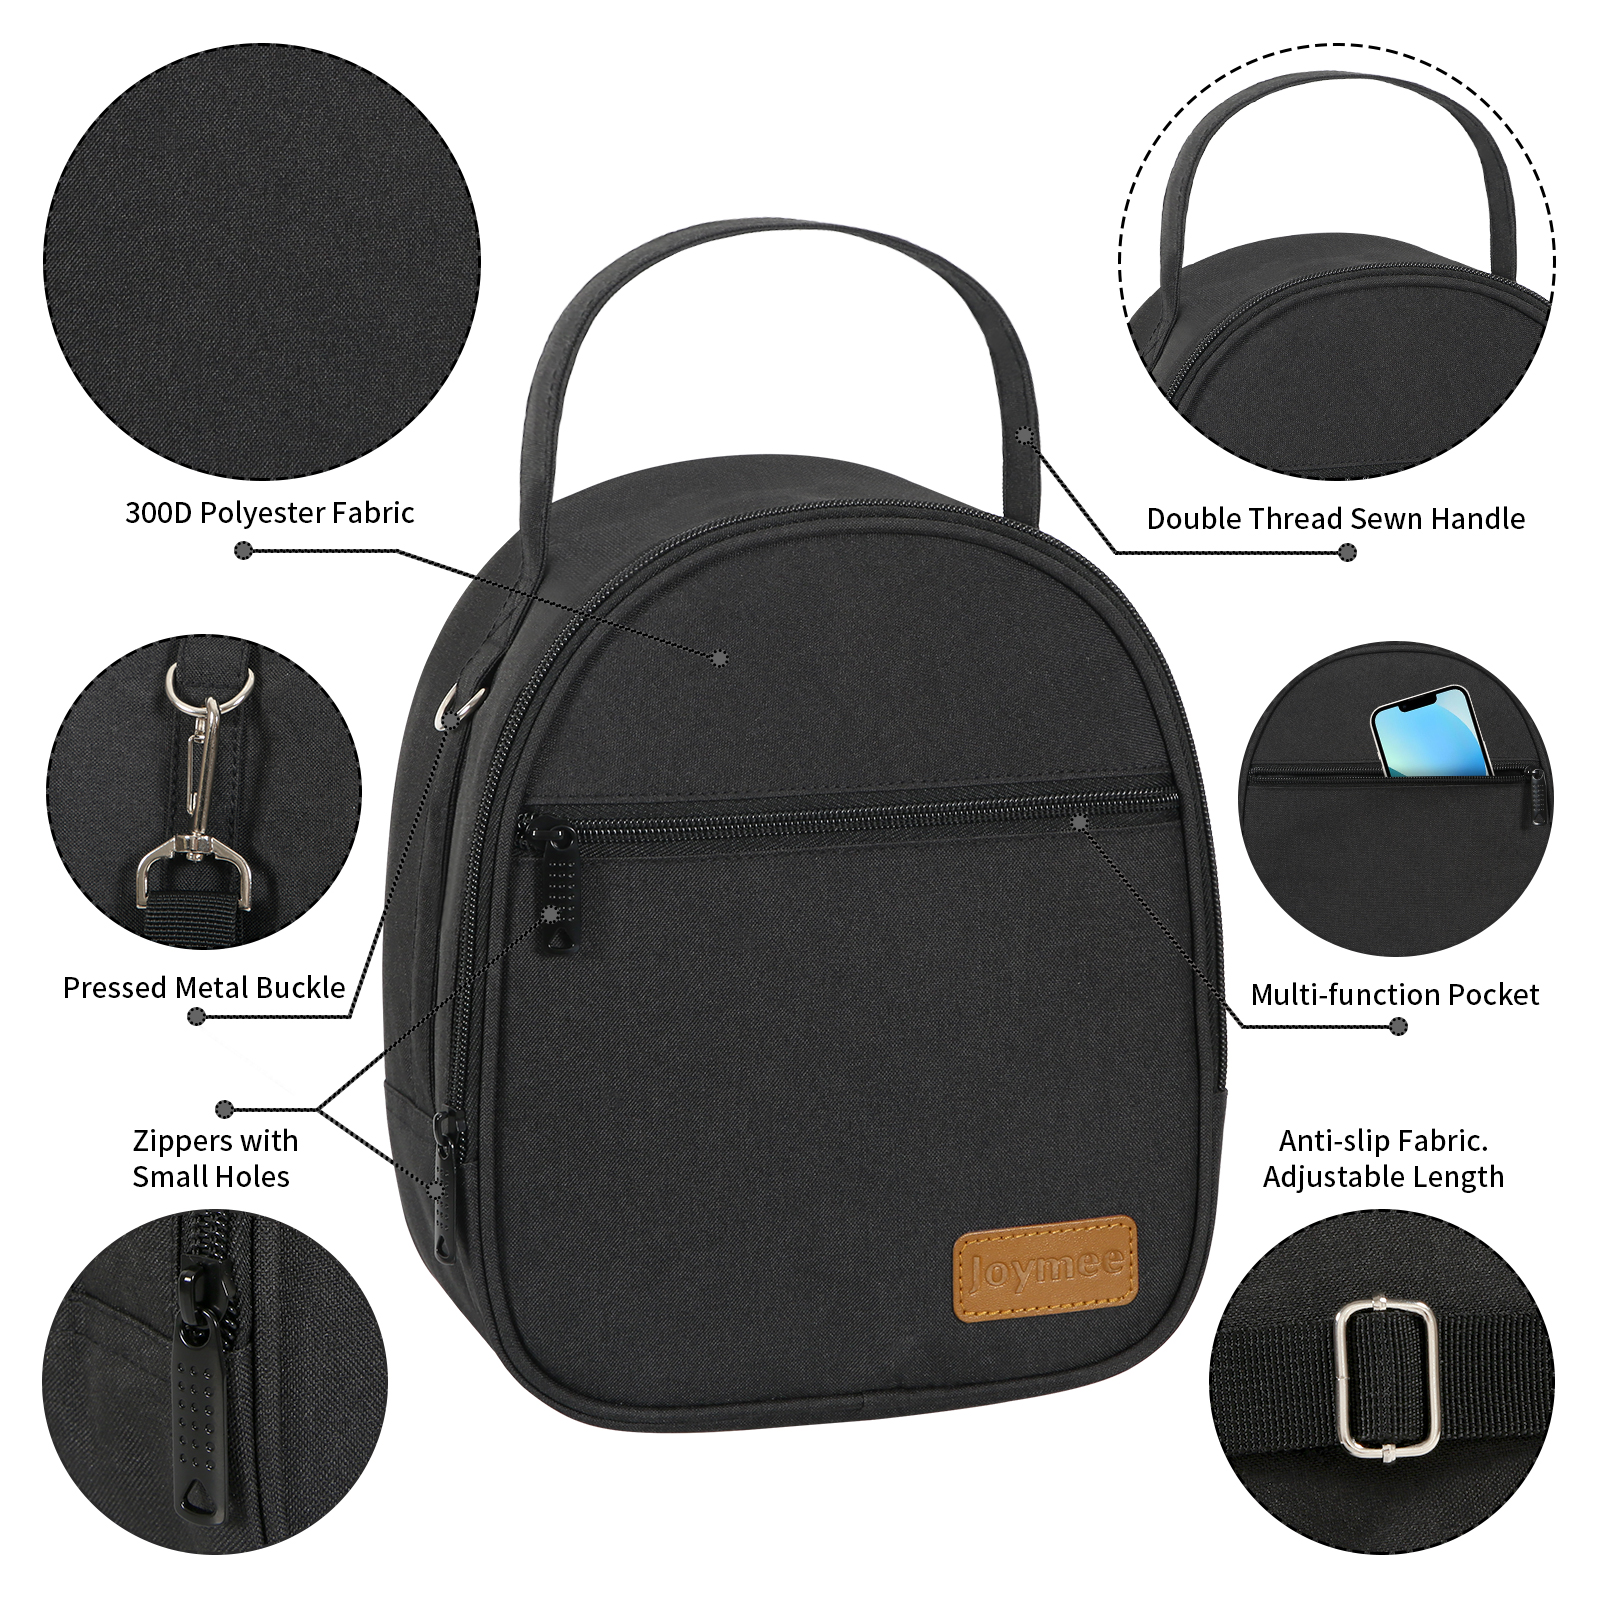 300D Polyester Fabric
Double Thread Sewn Handle
Pressed Metal Buckle
Multi-function Pocket
Zippers with
Small Holes
Anti-slip Fabric.
Adjustable Length
Joymee